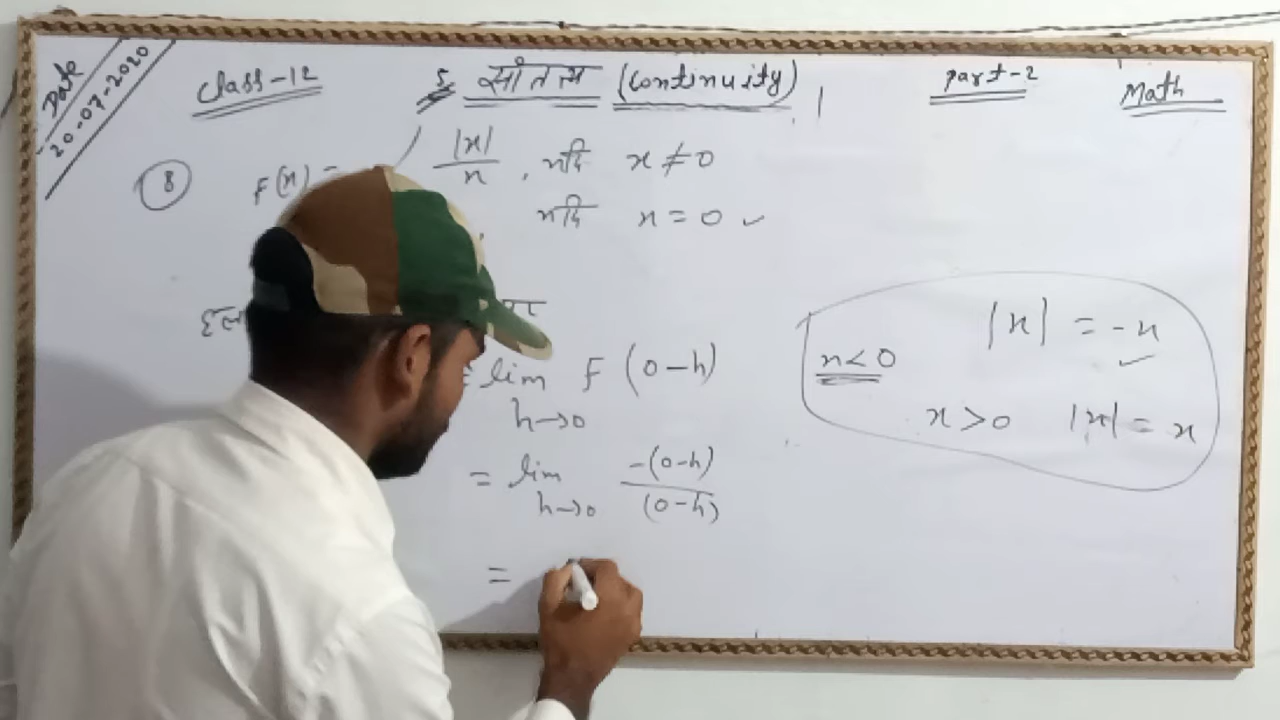 Date
20-07-2020
Class-12
5. सांतत्य (Continuity)
Part-2
Math
8
F(x) = |x|/x , यदि x ≠ 0
यदि x = 0 ✓
हल
= lim F (0-h)
h→0
= lim -(0-h)/(0-h)
h→0
=
|x| = -x
x<0
x>0 |x| = x